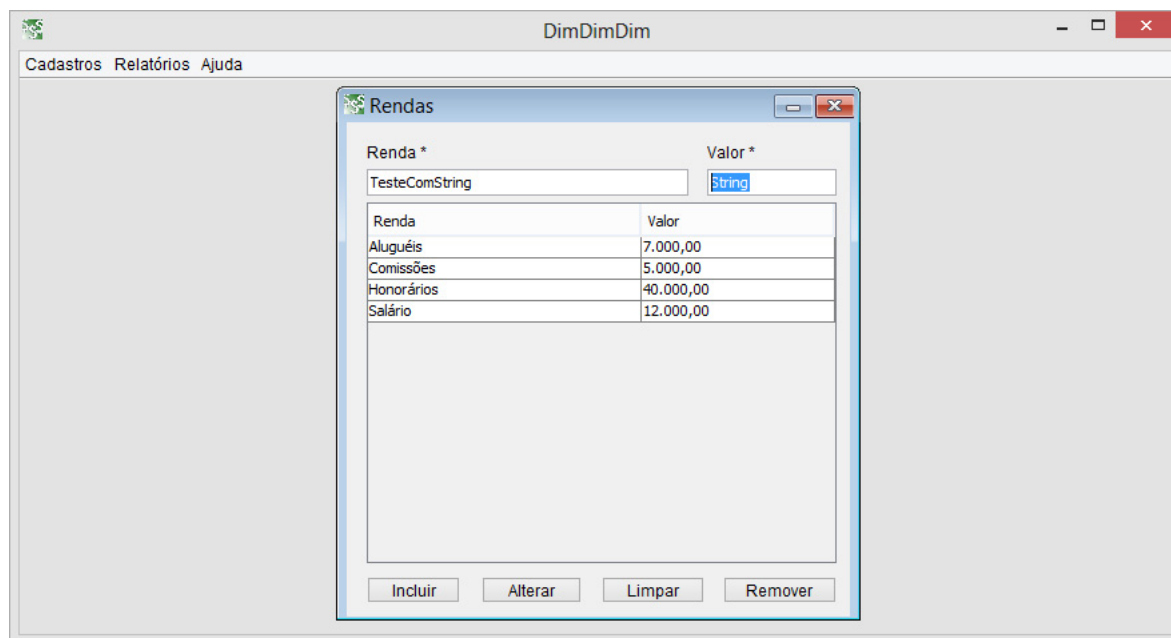 DimDimDim
Cadastros Relatórios Ajuda
Rendas
Renda * Valor *
TesteComString String
Renda Valor
Aluguéis 7.000,00
Comissões 5.000,00
Honorários 40.000,00
Salário 12.000,00
Incluir Alterar Limpar Remover